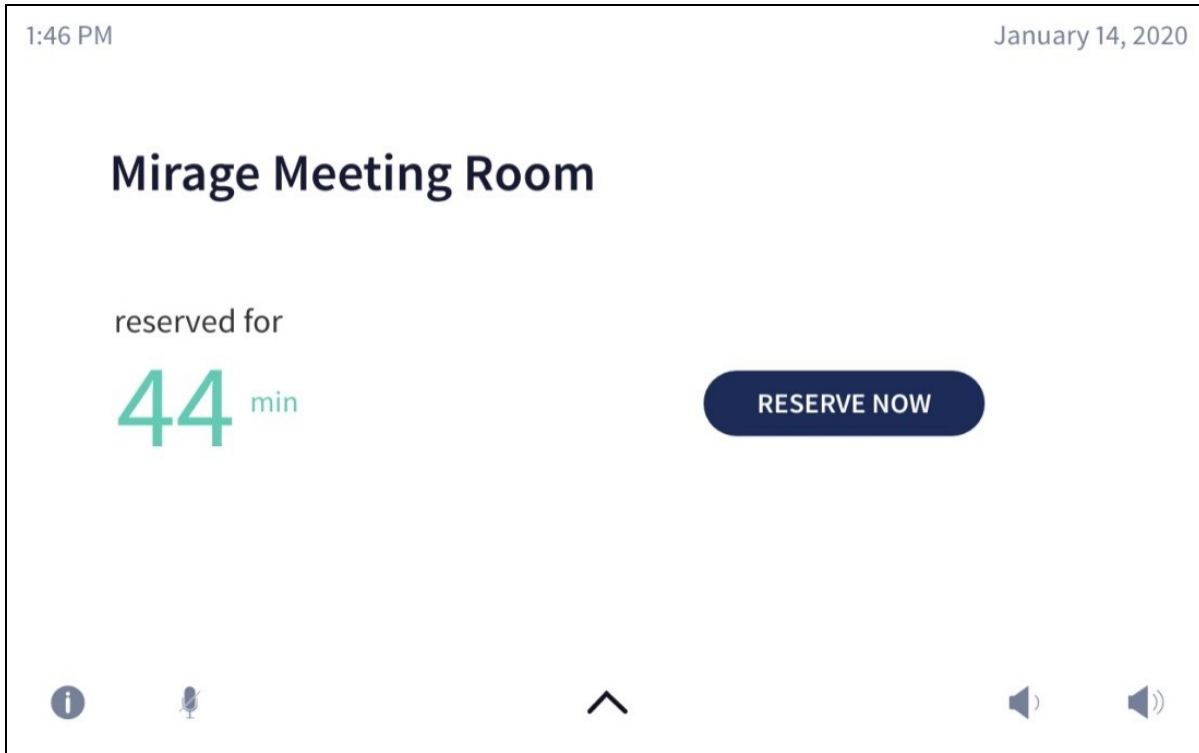 1:46 PM
January 14, 2020
Mirage Meeting Room
reserved for
44 min
RESERVE NOW